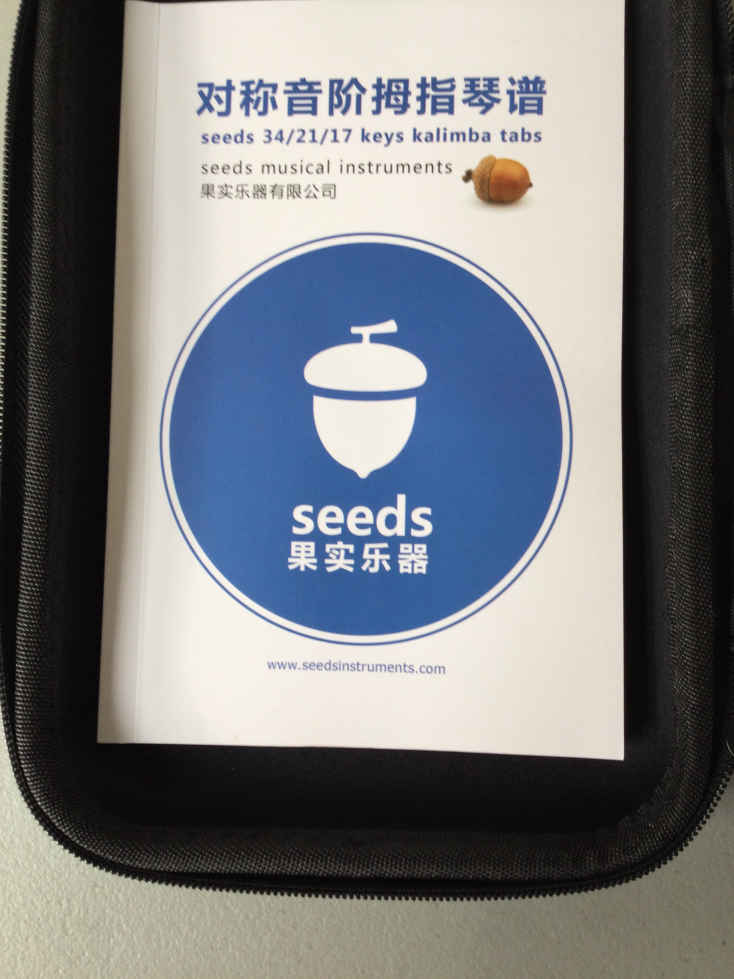 对称音阶拇指琴谱
seeds 34/21/17 keys kalimba tabs
seeds musical instruments
果实乐器有限公司
seeds
果实乐器
www.seedsinstruments.com